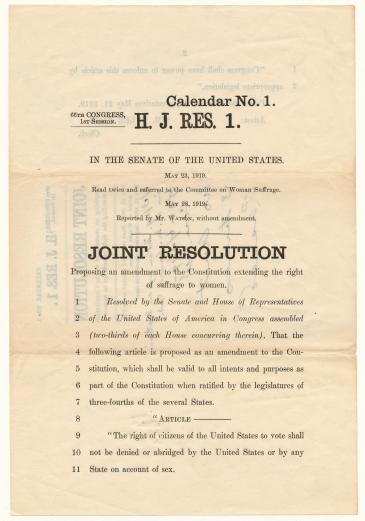 Calendar No. 1.
66TH CONGRESS,
1ST SESSION.
H. J. RES. 1.
IN THE SENATE OF THE UNITED STATES.
MAY 23, 1919.
Read twice and referred to the Committee on Woman Suffrage.
MAY 28, 1919.
Reported by Mr. WATSON, without amendment.
JOINT RESOLUTION
Proposing an amendment to the Constitution extending the right
of suffrage to women.
1 Resolved by the Senate and House of Representatives
2 of the United States of America in Congress assembled
3 (two-thirds of each House concurring therein), That the
4 following article is proposed as an amendment to the Con-
5 stitution, which shall be valid to all intents and purposes as
6 part of the Constitution when ratified by the legislatures of
7 three-fourths of the several States.
8 "ARTICLE ———
9 "The right of citizens of the United States to vote shall
10 not be denied or abridged by the United States or by any
11 State on account of sex.